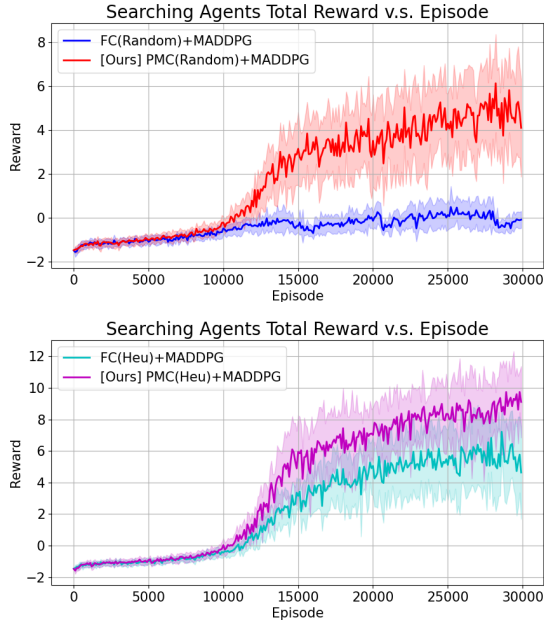 Searching Agents Total Reward v.s. Episode
FC(Random)+MADDPG
[Ours] PMC(Random)+MADDPG
8
6
4
2
0
−2
Reward
0 5000 10000 15000 20000 25000 30000
Episode
Searching Agents Total Reward v.s. Episode
FC(Heu)+MADDPG
[Ours] PMC(Heu)+MADDPG
12
10
8
6
4
2
0
−2
Reward
0 5000 10000 15000 20000 25000 30000
Episode